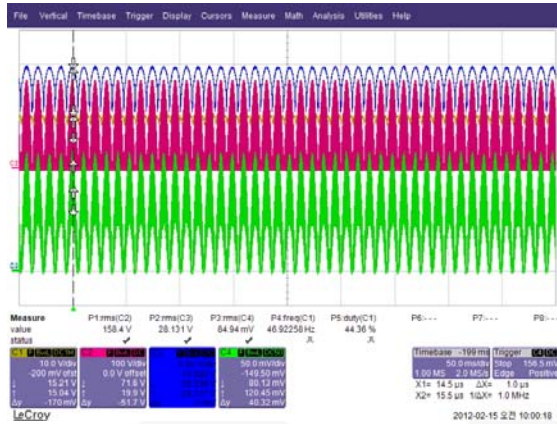 File Vertical Timebase Trigger Display Cursors Measure Math Analysis Utilities Help
Measure P1:rms(C2) P2:rms(C3) P3:rms(C4) P4:freq(C1) P5:duty(C1) P6:- - - P7:- - - P8:- - -
value 158.4 V 28.131 V 84.94 mV 46.92258 Hz 44.36 %
status
C1 C2 C4 Timebase -199 ms Trigger
10.0 V/div 100 V/div 50.0 mV/div 50.0 ms/div Stop 156.5 mV
-200 mV ofst 0.0 V offset -149.50 mV 1.00 MS 2.0 MS/s Edge Positive
↓ 15.21 V ↓ 71.6 V ↓ 80.13 mV X1= 14.5 µs ΔX= 1.0 µs
↑ 15.04 V ↑ 19.9 V ↑ 120.45 mV X2= 15.5 µs 1/ΔX= 1.0 MHz
Δy -170 mV Δy -51.7 V Δy 40.32 mV
LeCroy 2012-02-15 오전 10:00:18